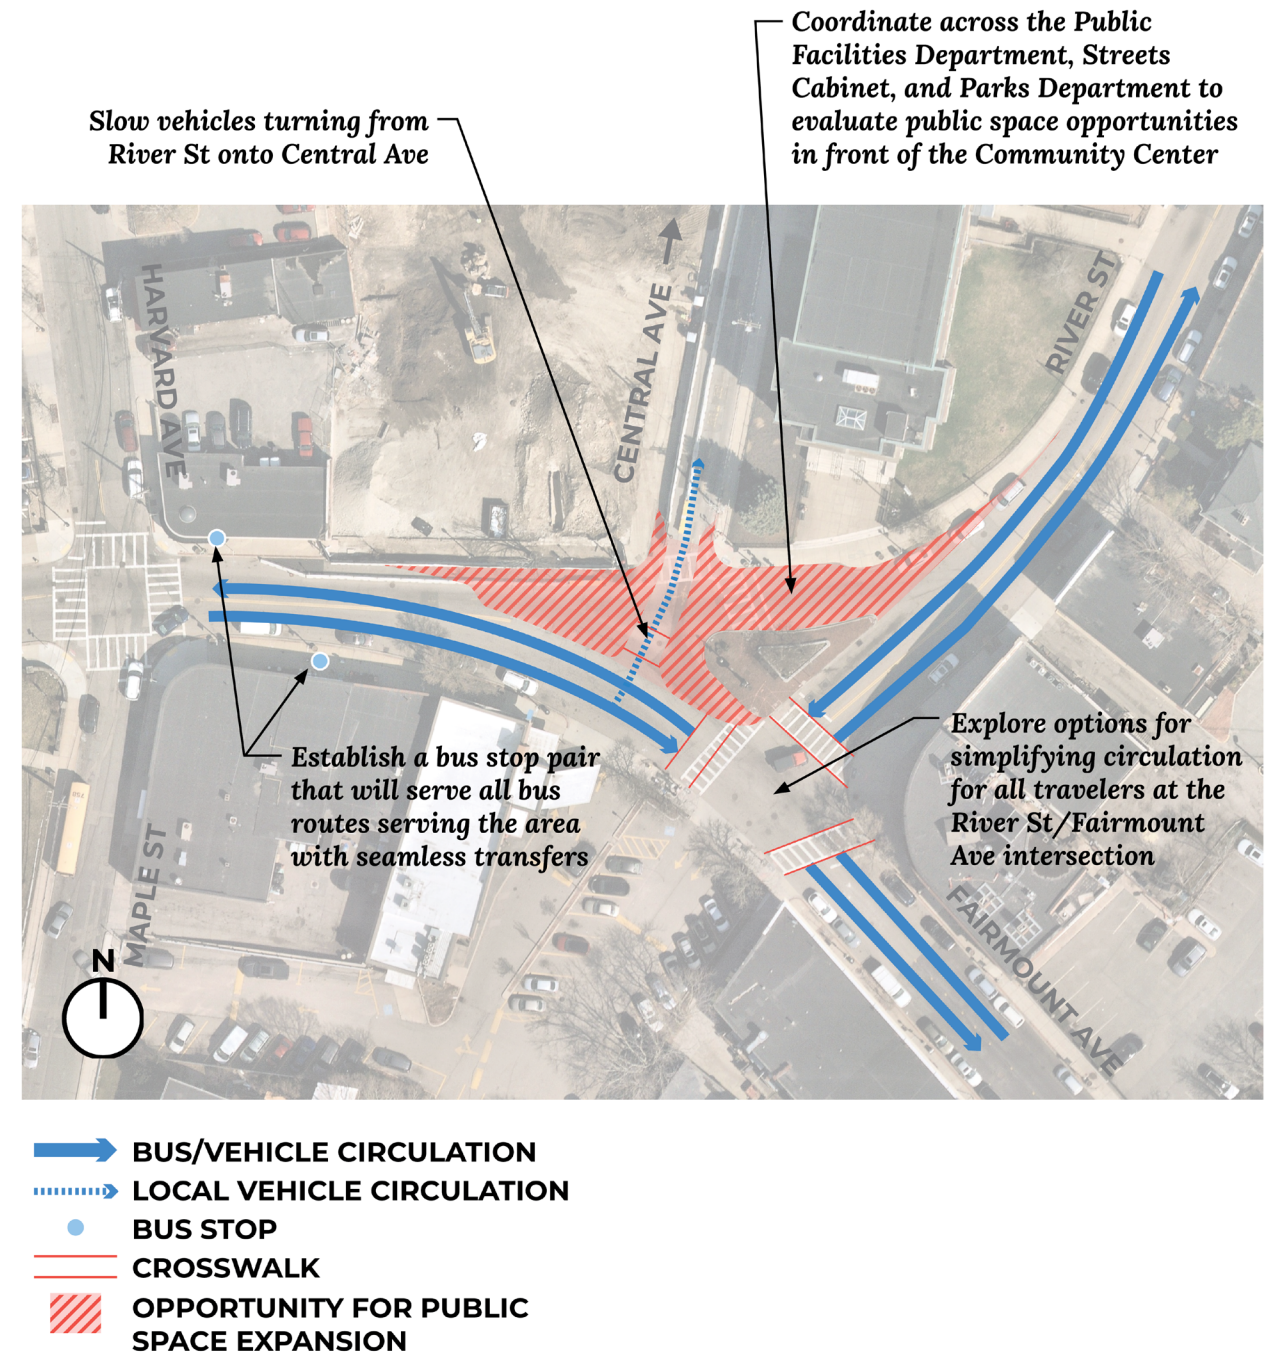 Coordinate across the Public
Facilities Department, Streets
Cabinet, and Parks Department to
evaluate public space opportunities
in front of the Community Center
Slow vehicles turning from
River St onto Central Ave
HARVARD AVE
CENTRAL AVE
RIVER ST
Establish a bus stop pair
that will serve all bus
routes serving the area
with seamless transfers
Explore options for
simplifying circulation
for all travelers at the
River St/Fairmount
Ave intersection
MAPLE ST
FAIRMOUNT AVE
N
BUS/VEHICLE CIRCULATION
LOCAL VEHICLE CIRCULATION
BUS STOP
CROSSWALK
OPPORTUNITY FOR PUBLIC
SPACE EXPANSION